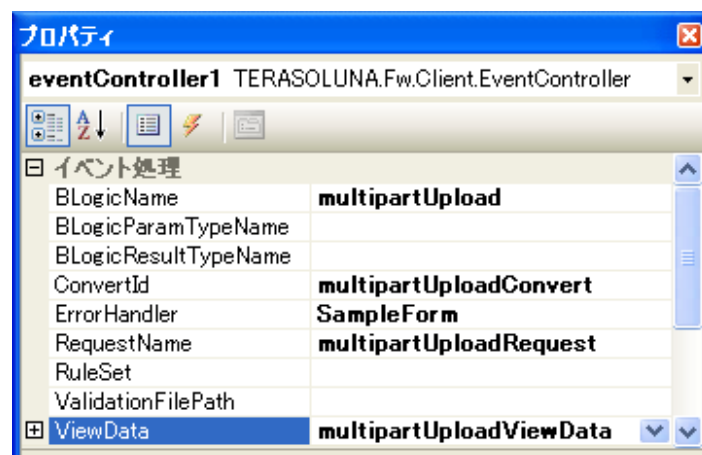 プロパティ
eventController1 TERASOLUNA.Fw.Client.EventController
イベント処理
BLogicName multipartUpload
BLogicParamTypeName
BLogicResultTypeName
ConvertId multipartUploadConvert
ErrorHandler SampleForm
RequestName multipartUploadRequest
RuleSet
ValidationFilePath
ViewData multipartUploadViewData